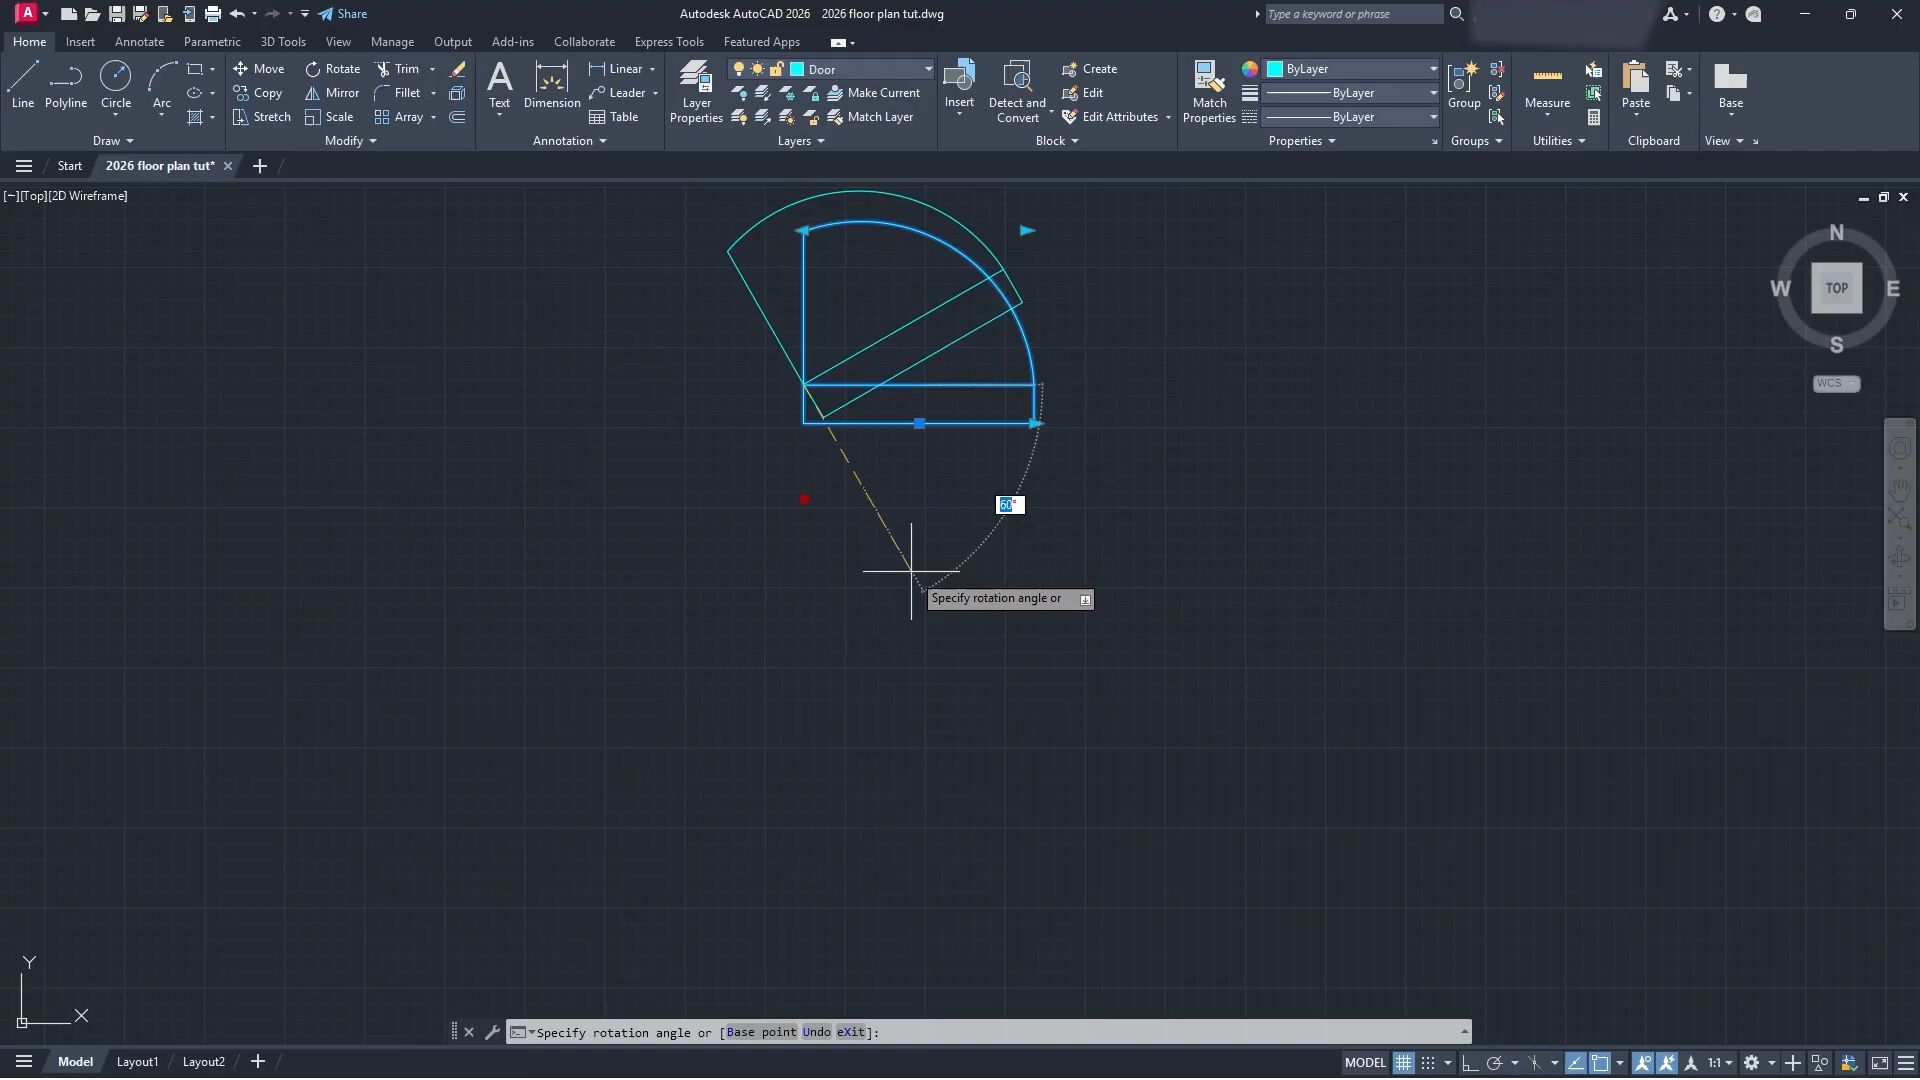 A
Share
Autodesk AutoCAD 2026 2026 floor plan tut.dwg
Type a keyword or phrase
Home Insert Annotate Parametric 3D Tools View Manage Output Add-ins Collaborate Express Tools Featured Apps
Line Polyline Circle Arc
Move Rotate Trim
Copy Mirror Fillet
Stretch Scale Array
Text Dimension
Linear
Leader
Table
Layer Properties
Door
Make Current
Match Layer
Insert Detect and Convert
Create
Edit
Edit Attributes
Match Properties
ByLayer
ByLayer
ByLayer
Group
Measure
Paste
Base
Draw Modify Annotation Layers Block Properties Groups Utilities Clipboard View
Start 2026 floor plan tut*
[−][Top][2D Wireframe]
N
W TOP E
S
WCS
60°
Specify rotation angle or
Y
X
Specify rotation angle or [Base point Undo eXit]:
Model Layout1 Layout2
MODEL 1:1